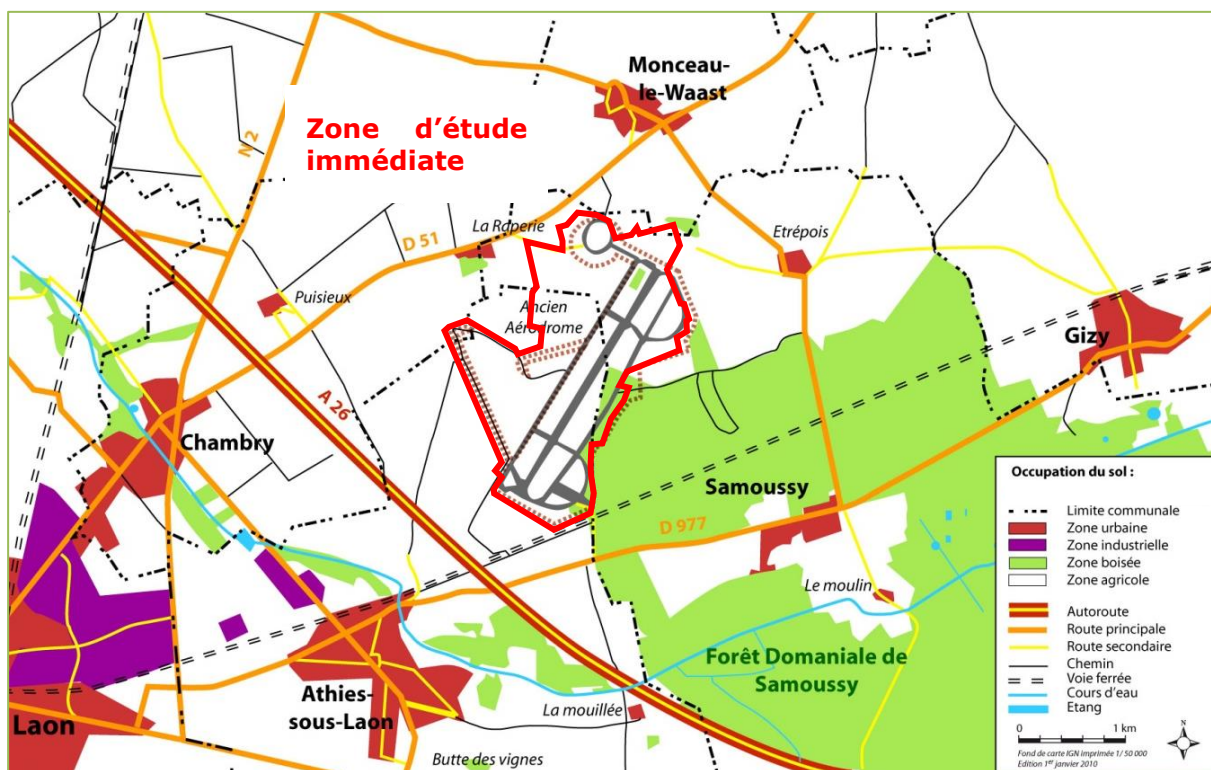 Monceau-
le-Waast
Zone d'étude
immédiate
N 2
La Raperie
D 51
Etrépois
Puisieux
Ancien
Aérodrome
Gizy
A 26
Chambry
Samoussy
D 977
Le moulin
Forêt Domaniale de
Samoussy
Athies-
sous-Laon
La mouillée
Laon
Butte des vignes
Occupation du sol :
Limite communale
Zone urbaine
Zone industrielle
Zone boisée
Zone agricole
Autoroute
Route principale
Route secondaire
Chemin
Voie ferrée
Cours d'eau
Etang
0 1 km
N
Fond de carte IGN imprimée 1/ 50 000
Edition 1er janvier 2010